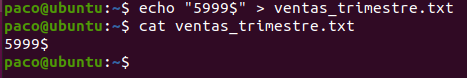 paco@ubuntu:~$ echo "5999$" > ventas_trimestre.txt
paco@ubuntu:~$ cat ventas_trimestre.txt
5999$
paco@ubuntu:~$